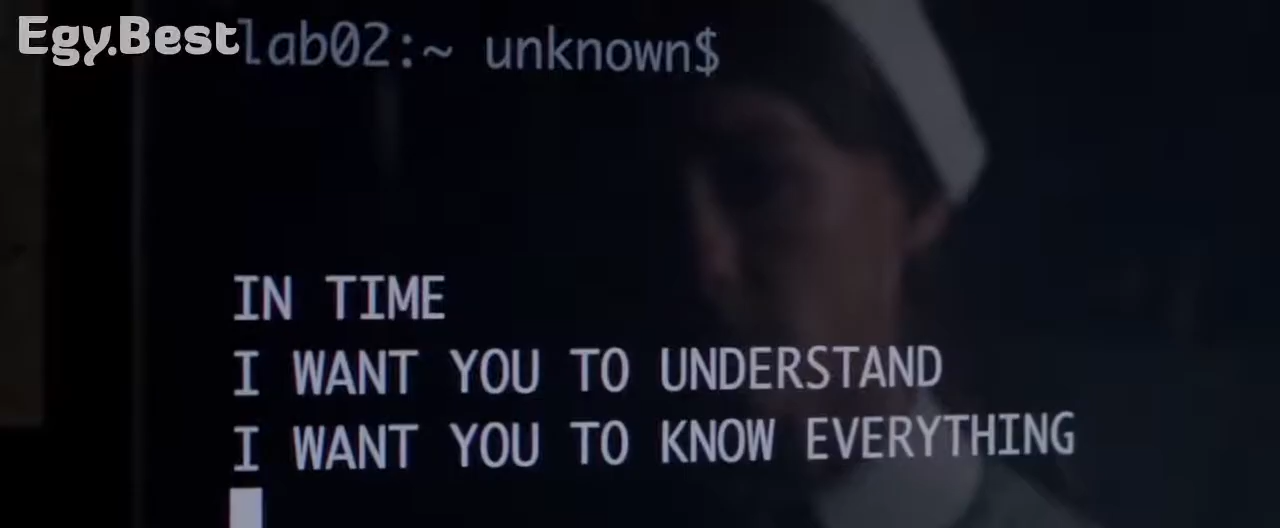 Egy.Best
lab02:~ unknown$
IN TIME
I WANT YOU TO UNDERSTAND
I WANT YOU TO KNOW EVERYTHING